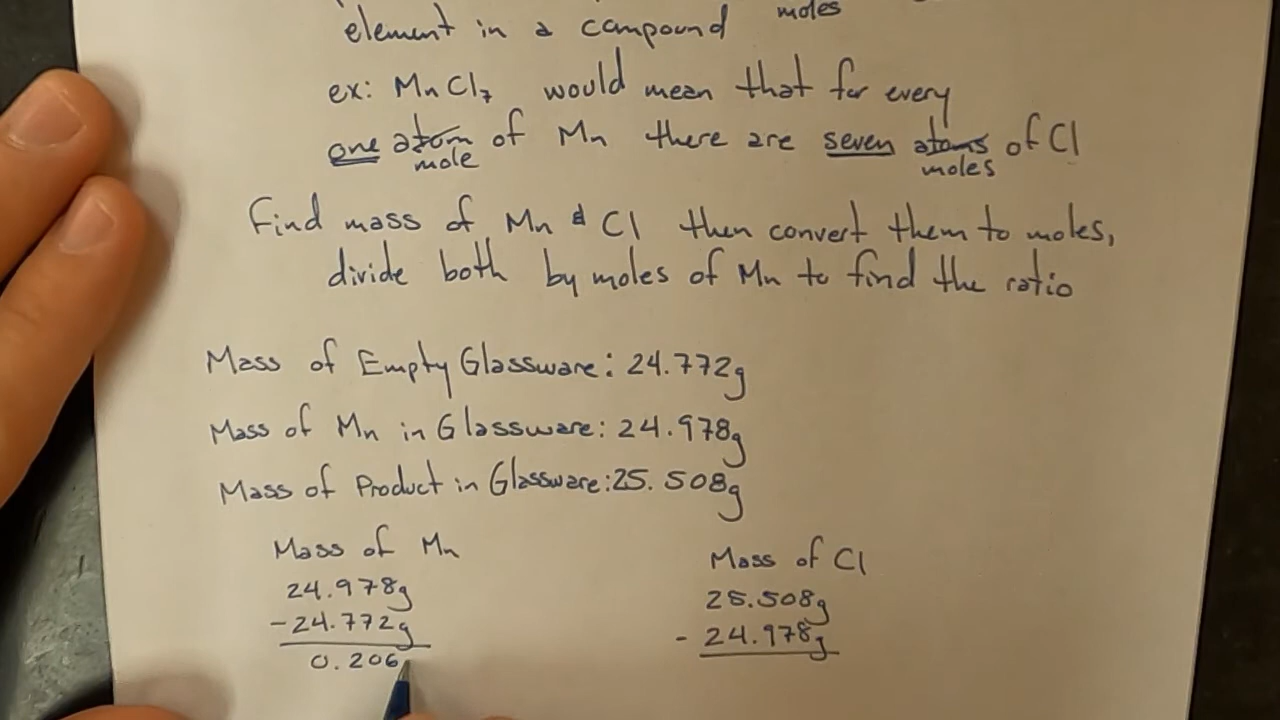 element in a compound moles
ex: MnCl7 would mean that for every
one atom of Mn there are seven atoms of Cl
mole moles
Find mass of Mn & Cl then convert them to moles,
divide both by moles of Mn to find the ratio
Mass of Empty Glassware: 24.772g
Mass of Mn in Glassware: 24.978g
Mass of Product in Glassware: 25.508g
Mass of Mn
24.978g
-24.772g
0.206
Mass of Cl
25.508g
- 24.978g